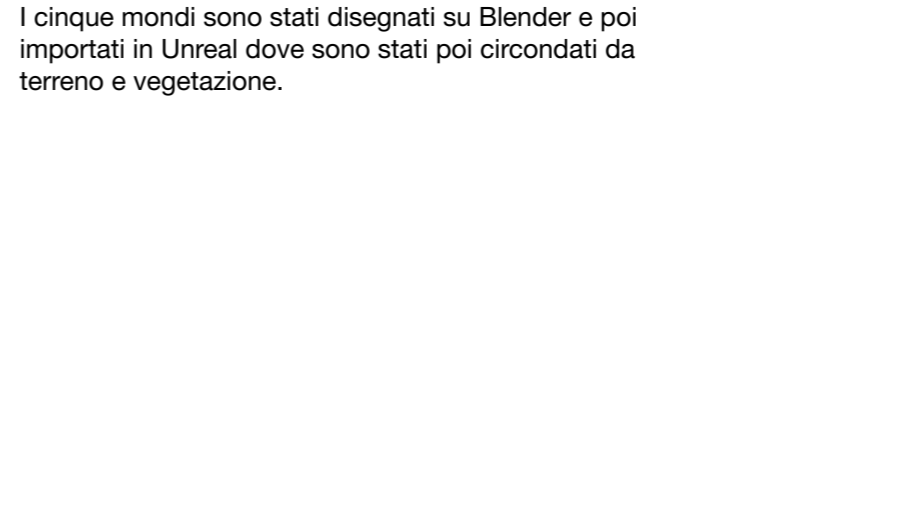 I cinque mondi sono stati disegnati su Blender e poi
importati in Unreal dove sono stati poi circondati da
terreno e vegetazione.